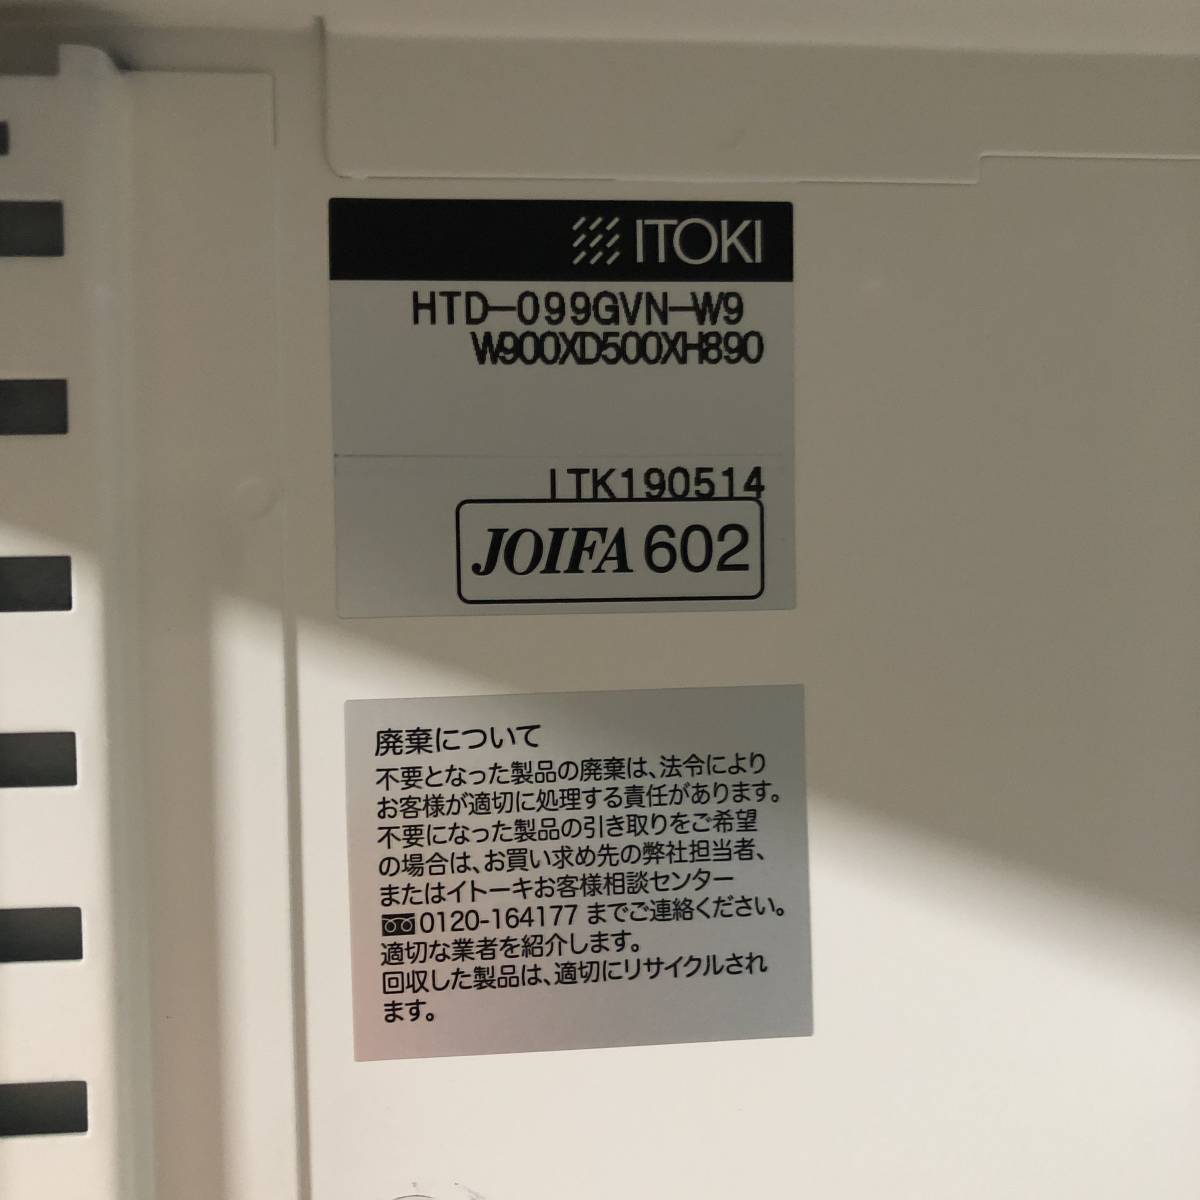 ITOKI
HTD-099GVN-W9
W900XD500XH890
ITK190514
JOIFA 602
廃棄について
不要となった製品の廃棄は、法令により
お客様が適切に処理する責任があります。
不要になった製品の引き取りをご希望
の場合は、お買い求め先の弊社担当者、
またはイトーキお客様相談センター
0120-164177 までご連絡ください。
適切な業者を紹介します。
回収した製品は、適切にリサイクルされ
ます。